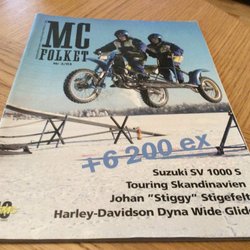 MC
FOLKET
+6 200 ex
Suzuki SV 1000 S
Touring Skandinavien
Johan "Stiggy" Stigefelt
Harley-Davidson Dyna Wide Glide